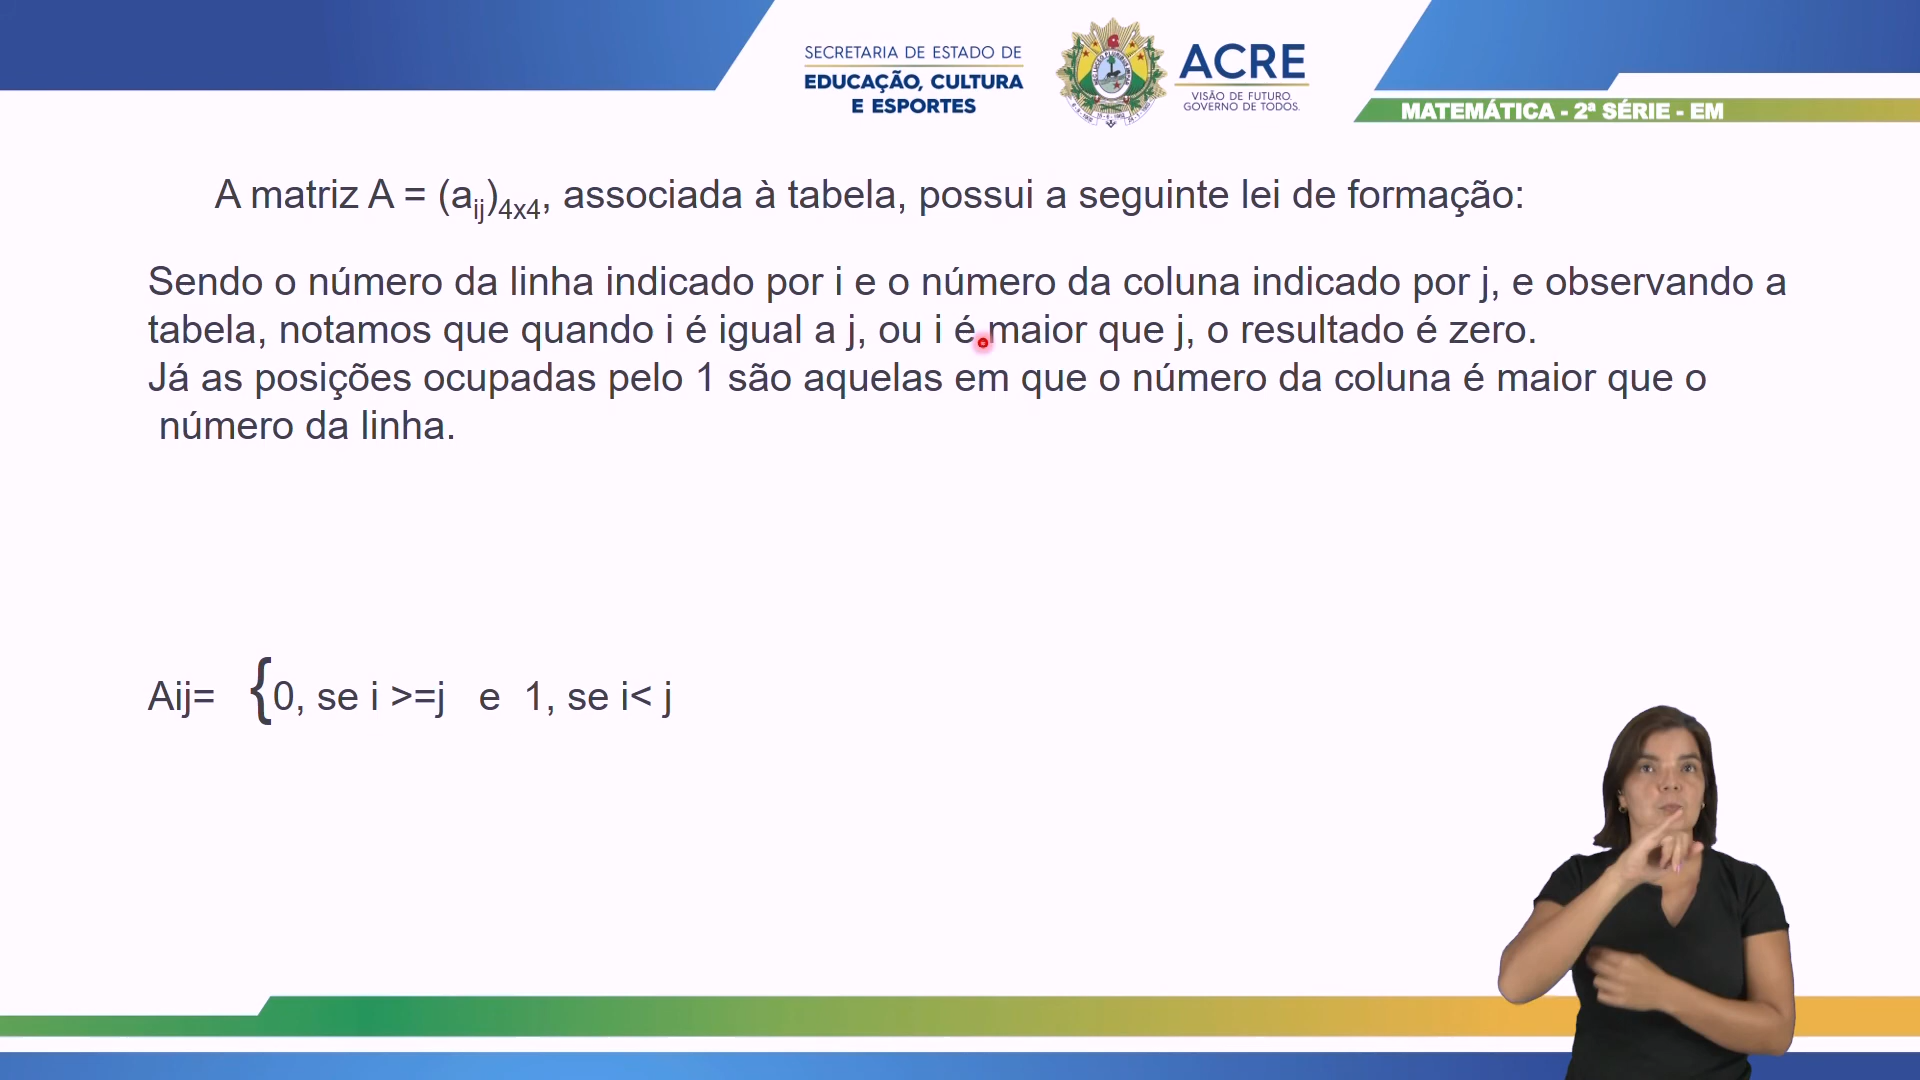 SECRETARIA DE ESTADO DE
EDUCAÇÃO, CULTURA
E ESPORTES
ACRE
VISÃO DE FUTURO.
GOVERNO DE TODOS.
MATEMÁTICA - 2ª SÉRIE - EM
A matriz A = (aij)4x4, associada à tabela, possui a seguinte lei de formação:
Sendo o número da linha indicado por i e o número da coluna indicado por j, e observando a
tabela, notamos que quando i é igual a j, ou i é maior que j, o resultado é zero.
Já as posições ocupadas pelo 1 são aquelas em que o número da coluna é maior que o
número da linha.
Aij= {0, se i >=j e 1, se i< j